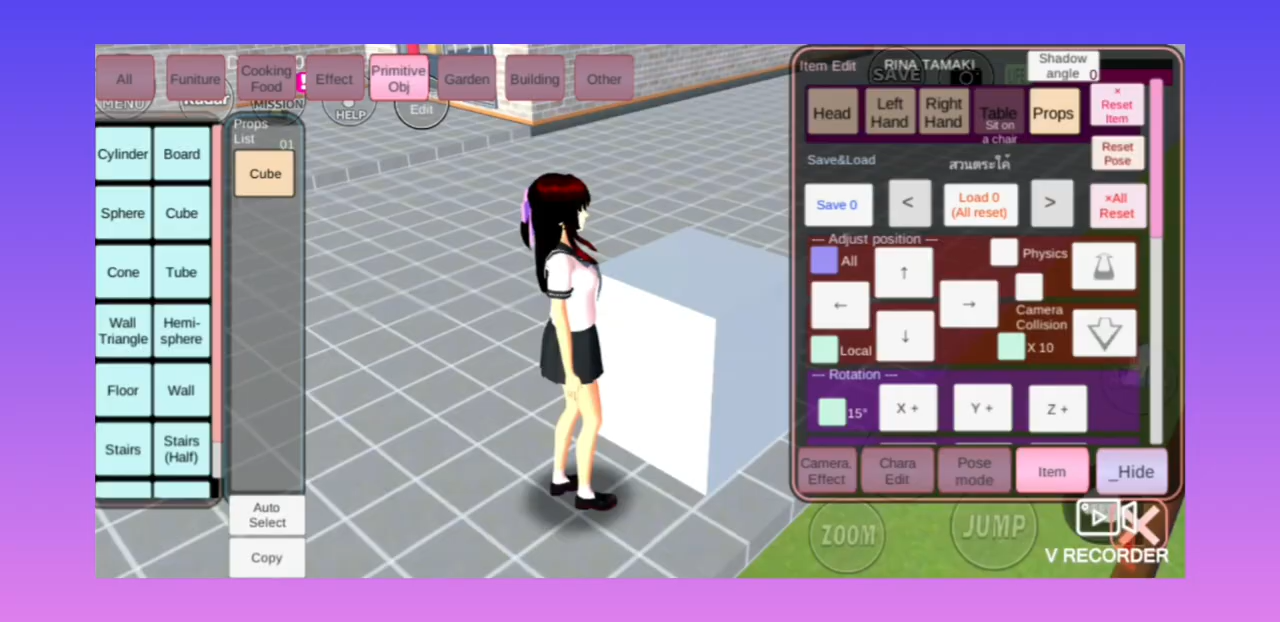 All
Funiture
Cooking
Food
Effect
Primitive
Obj
Garden
Building
Other
MENU
Radar
MISSION
HELP
Edit
Cylinder
Board
Sphere
Cube
Cone
Tube
Wall
Triangle
Hemi-
sphere
Floor
Wall
Stairs
Stairs
(Half)
Props
List
01
Cube
Auto
Select
Copy
Item Edit
RINA TAMAKI
SAVE
Shadow
angle
0
Head
Left
Hand
Right
Hand
Table
Sit on
a chair
Props
×
Reset
Item
Reset
Pose
Save&Load
สวนตระใค้
Save 0
<
Load 0
(All reset)
>
×All
Reset
--- Adjust position ---
All
↑
Physics
←
→
Camera
Collision
Local
↓
X 10
--- Rotation ---
15°
X +
Y +
Z +
Camera,
Effect
Chara
Edit
Pose
mode
Item
_Hide
ZOOM
JUMP
V RECORDER